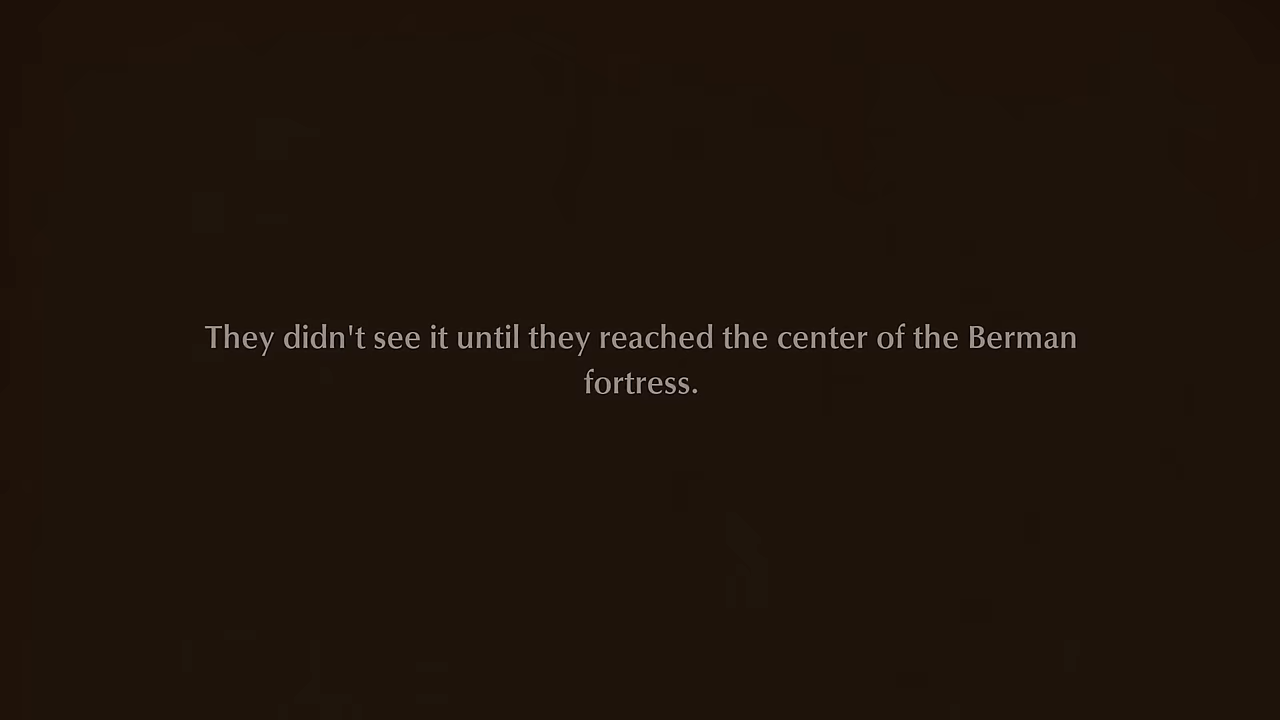 They didn't see it until they reached the center of the Berman
fortress.